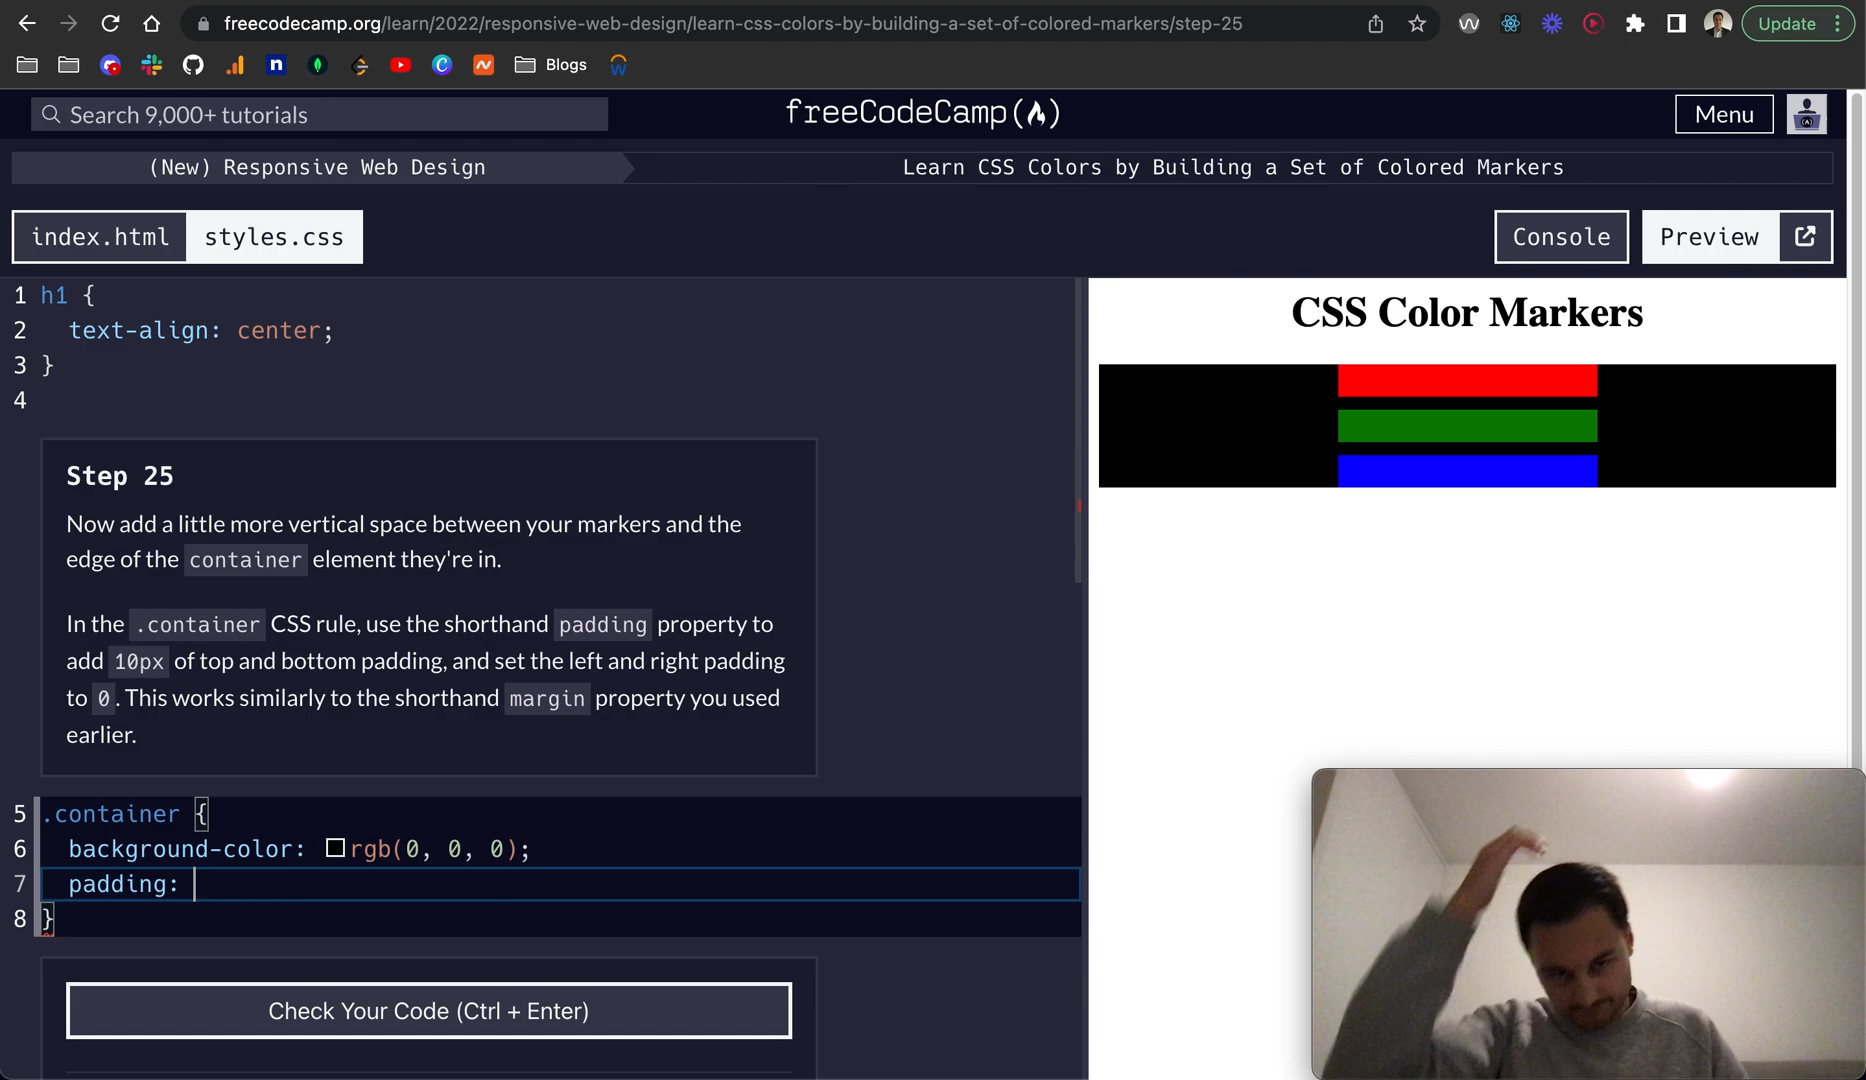 freecodecamp.org/learn/2022/responsive-web-design/learn-css-colors-by-building-a-set-of-colored-markers/step-25
Update
Blogs
Search 9,000+ tutorials
freeCodeCamp
Menu
(New) Responsive Web Design
Learn CSS Colors by Building a Set of Colored Markers
index.html
styles.css
Console
Preview
1 h1 {
2 text-align: center;
3 }
4
Step 25
Now add a little more vertical space between your markers and the
edge of the container element they're in.
In the .container CSS rule, use the shorthand padding property to
add 10px of top and bottom padding, and set the left and right padding
to 0. This works similarly to the shorthand margin property you used
earlier.
5 .container {
6 background-color: rgb(0, 0, 0);
7 padding:
8 }
Check Your Code (Ctrl + Enter)
CSS Color Markers